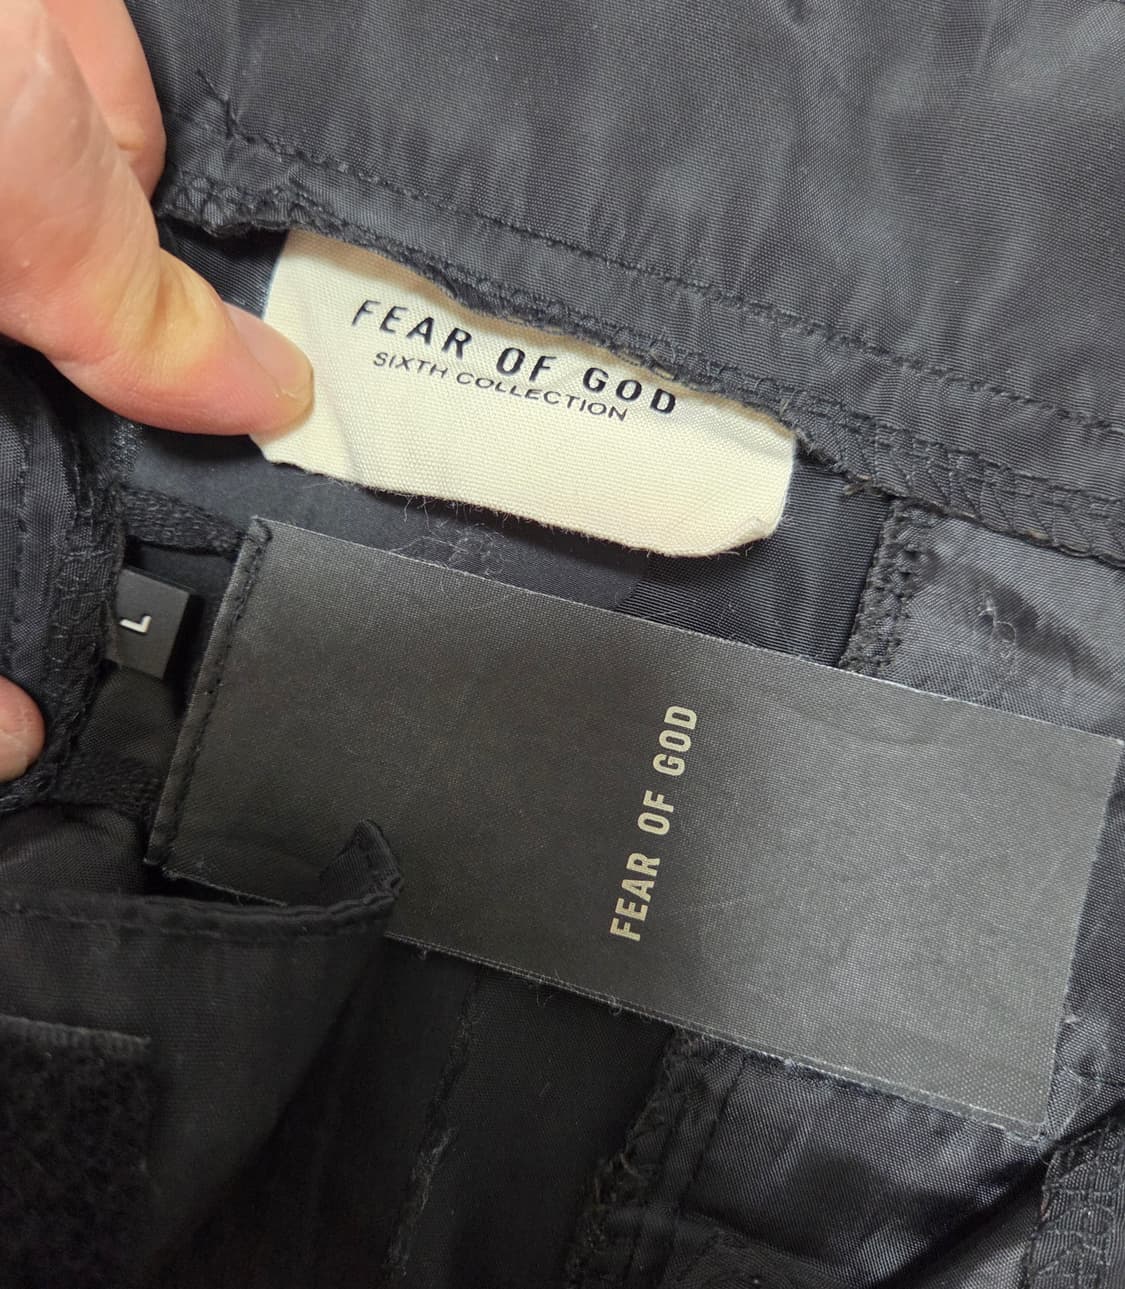 FEAR OF GOD
SIXTH COLLECTION
L
FEAR OF GOD